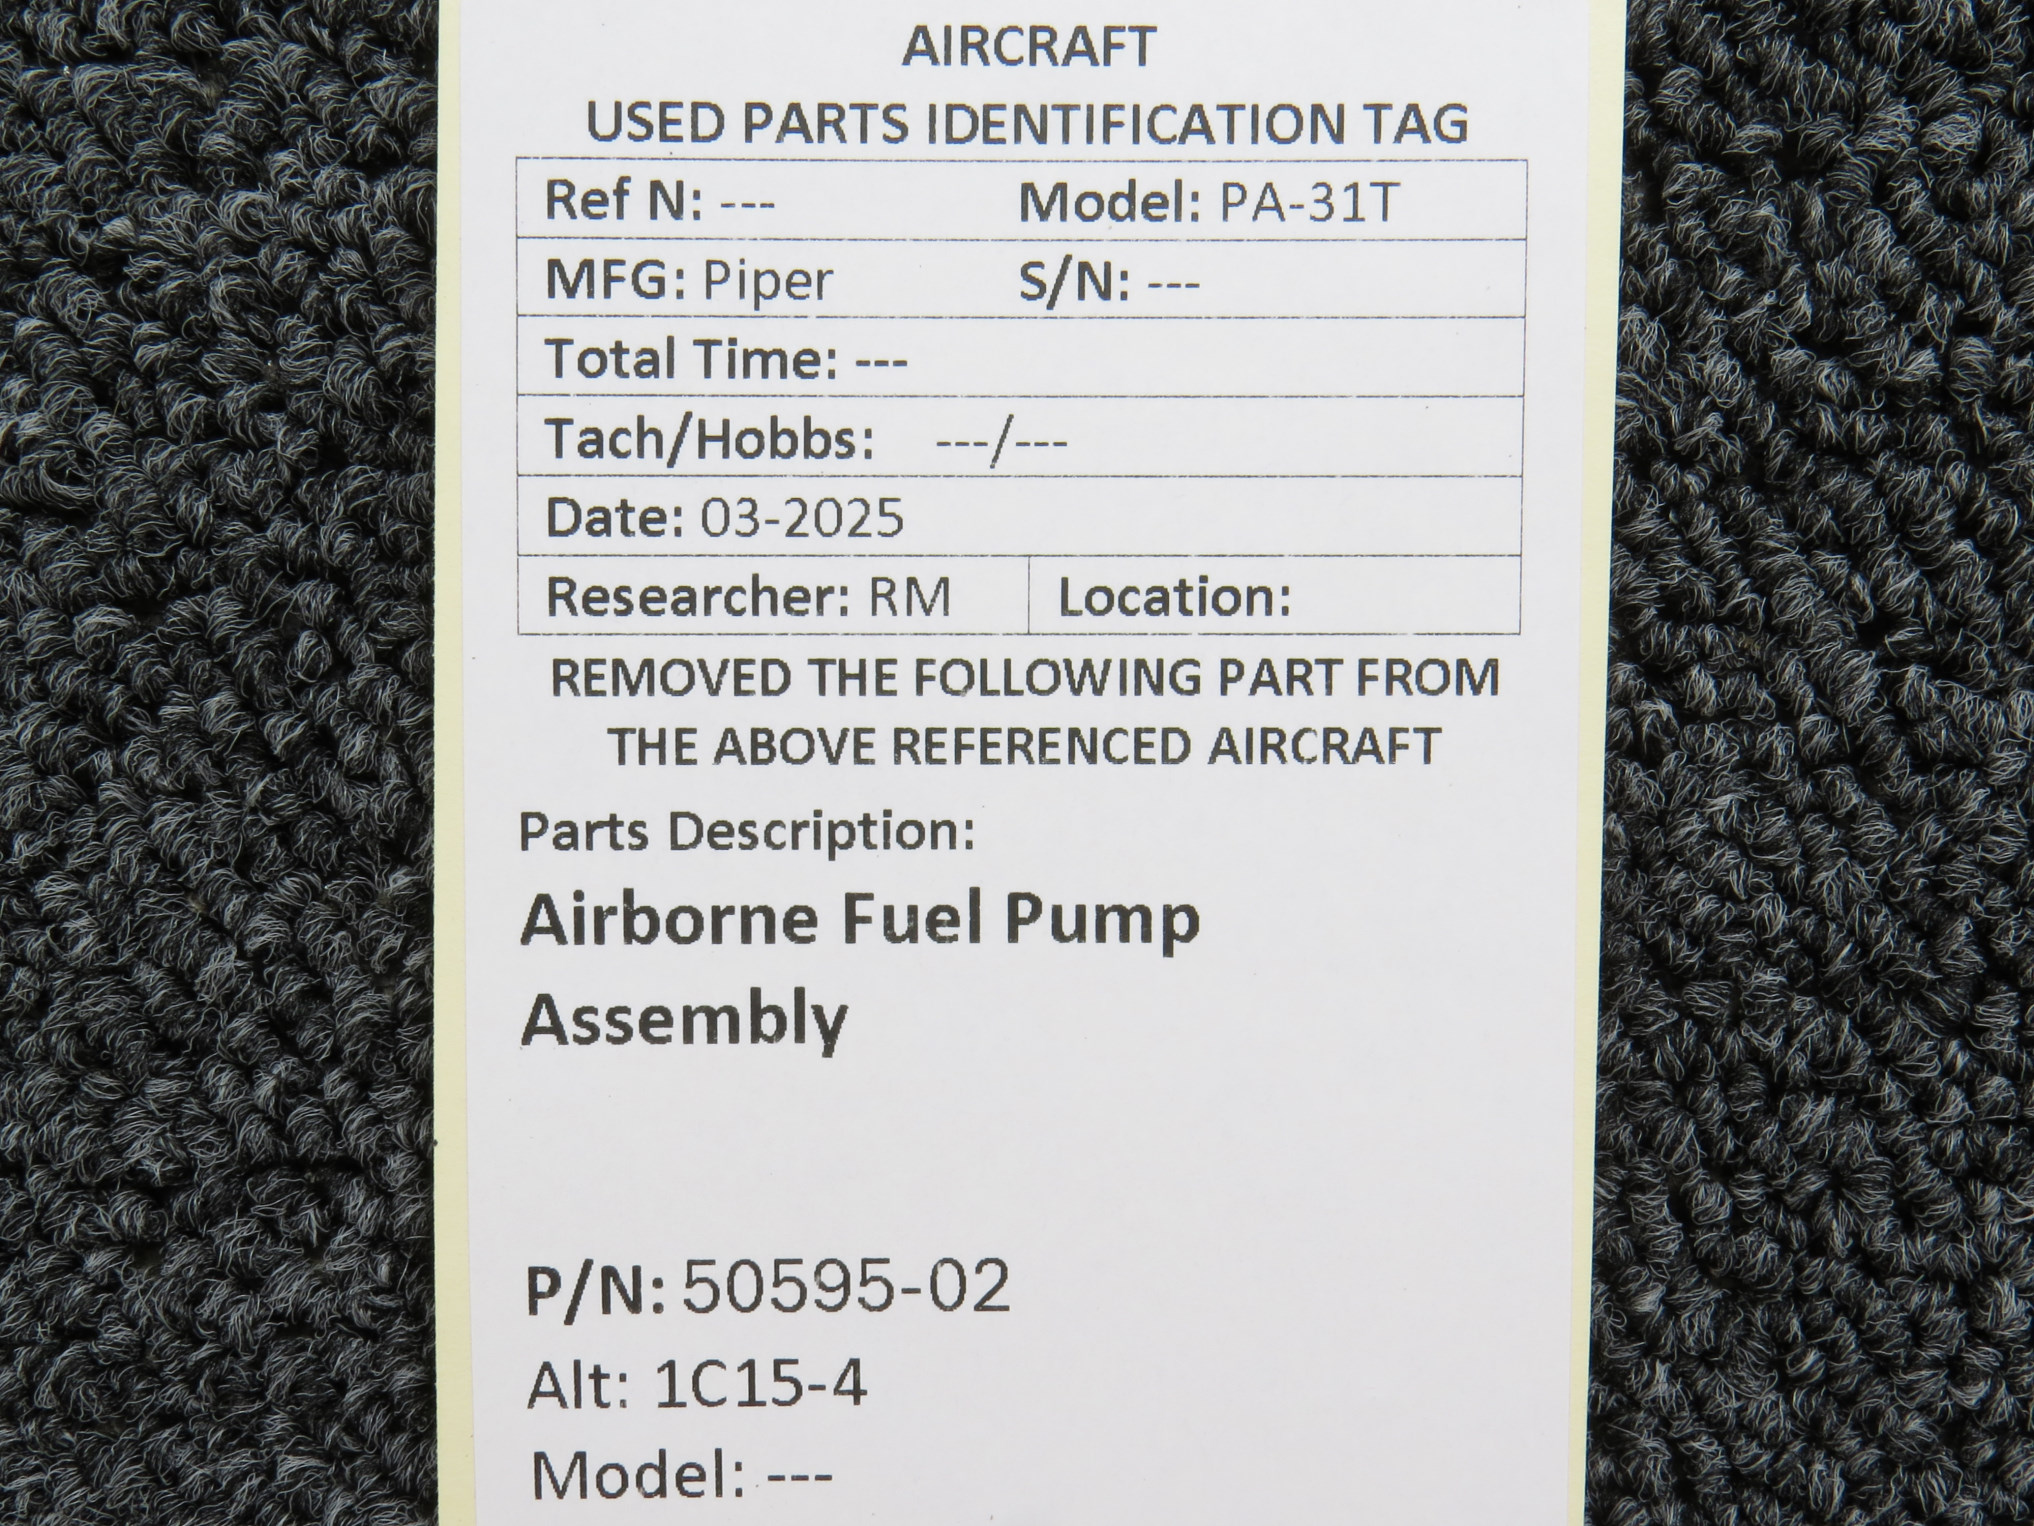 AIRCRAFT
USED PARTS IDENTIFICATION TAG
Ref N: --- Model: PA-31T
MFG: Piper S/N: ---
Total Time: ---
Tach/Hobbs: ---/---
Date: 03-2025
Researcher: RM Location:
REMOVED THE FOLLOWING PART FROM
THE ABOVE REFERENCED AIRCRAFT
Parts Description:
Airborne Fuel Pump
Assembly
P/N: 50595-02
Alt: 1C15-4
Model: ---